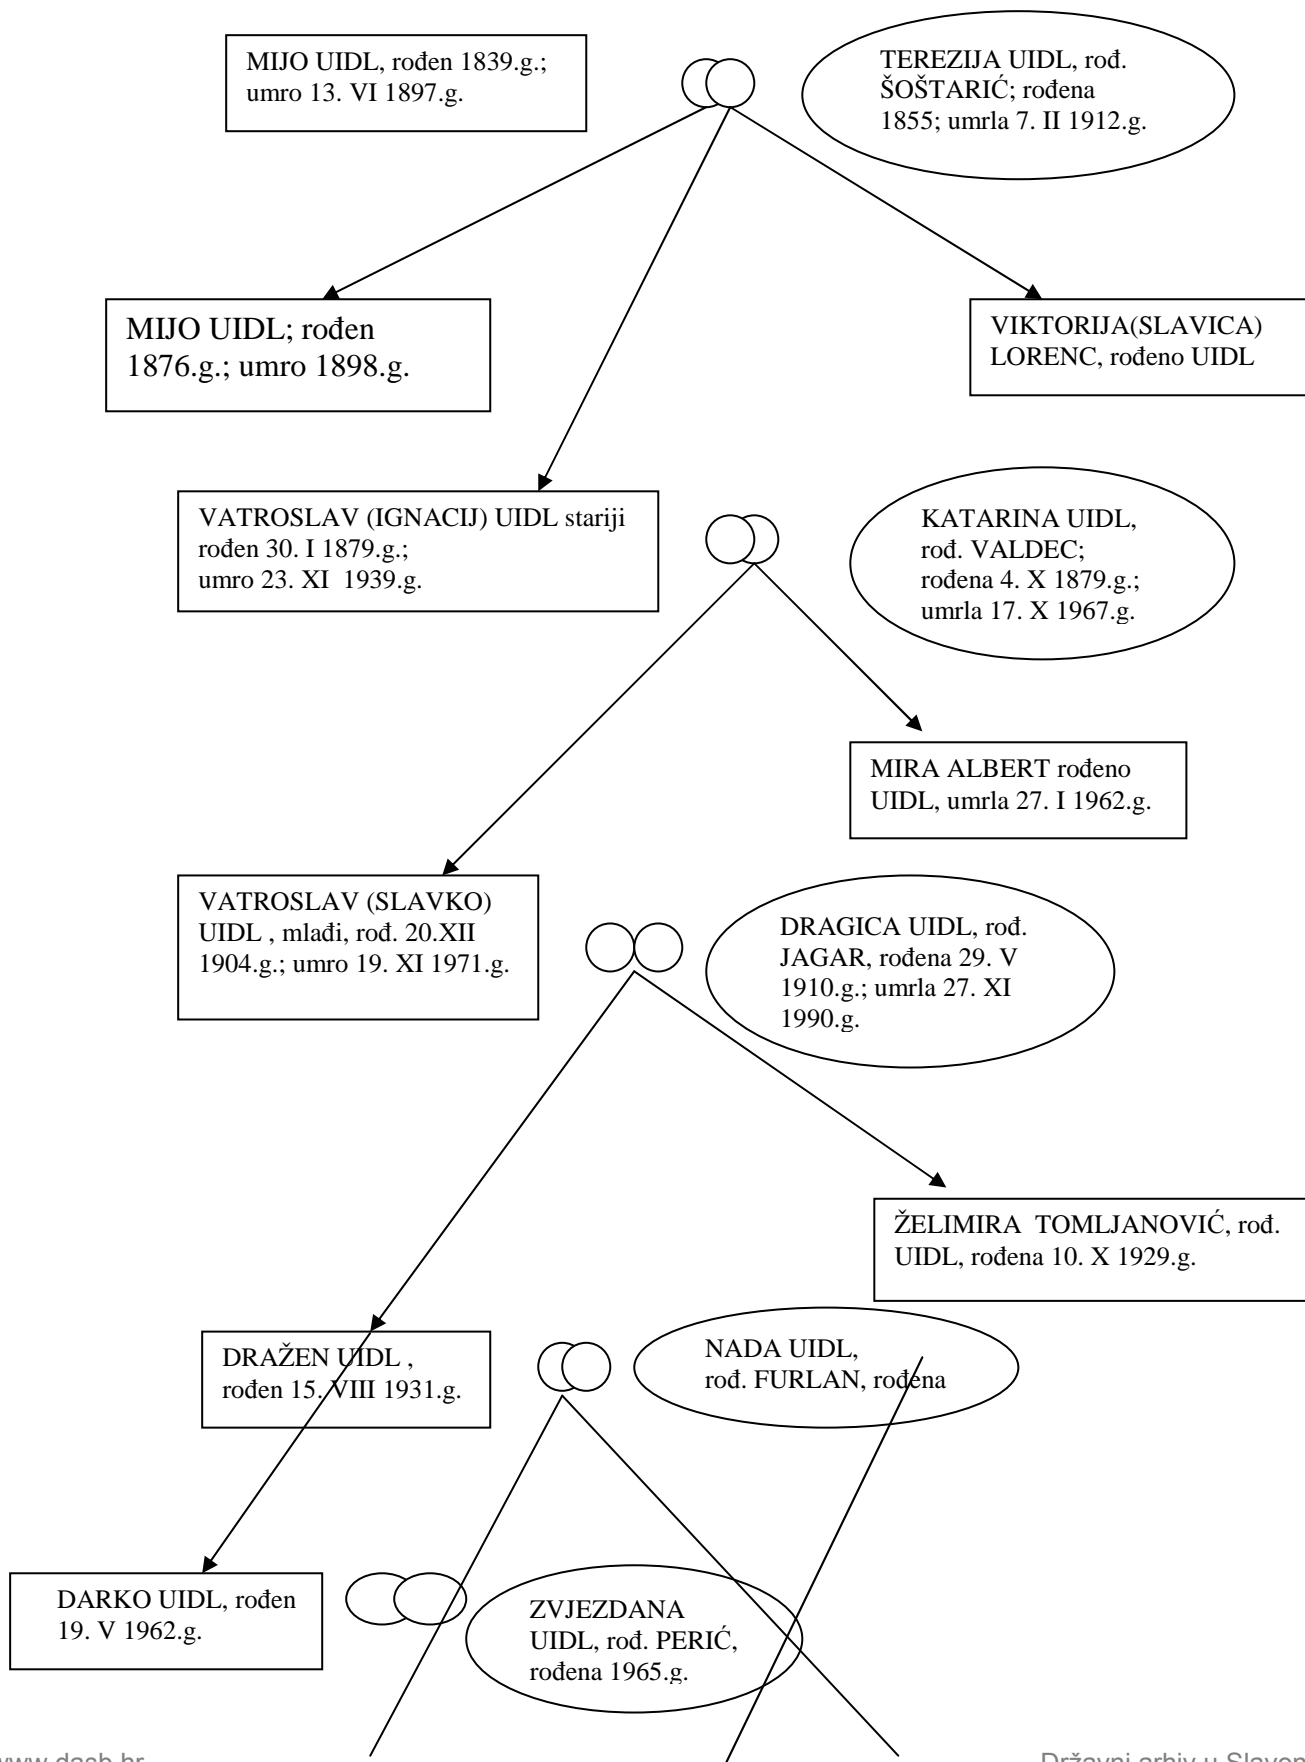 MIJO UIDL, rođen 1839.g.;
umro 13. VI 1897.g.
TEREZIJA UIDL, rođ.
ŠOŠTARIĆ; rođena
1855; umrla 7. II 1912.g.
MIJO UIDL; rođen
1876.g.; umro 1898.g.
VIKTORIJA(SLAVICA)
LORENC, rođeno UIDL
VATROSLAV (IGNACIJ) UIDL stariji
rođen 30. I 1879.g.;
umro 23. XI  1939.g.
KATARINA UIDL,
rođ. VALDEC;
rođena 4. X 1879.g.;
umrla 17. X 1967.g.
MIRA ALBERT rođeno
UIDL, umrla 27. I 1962.g.
VATROSLAV (SLAVKO)
UIDL , mlađi, rođ. 20.XII
1904.g.; umro 19. XI 1971.g.
DRAGICA UIDL, rođ.
JAGAR, rođena 29. V
1910.g.; umrla 27. XI
1990.g.
ŽELIMIRA  TOMLJANOVIĆ, rođ.
UIDL, rođena 10. X 1929.g.
DRAŽEN UIDL ,
rođen 15. VIII 1931.g.
NADA UIDL,
rođ. FURLAN, rođena
DARKO UIDL, rođen
19. V 1962.g.
ZVJEZDANA
UIDL, rođ. PERIĆ,
rođena 1965.g.